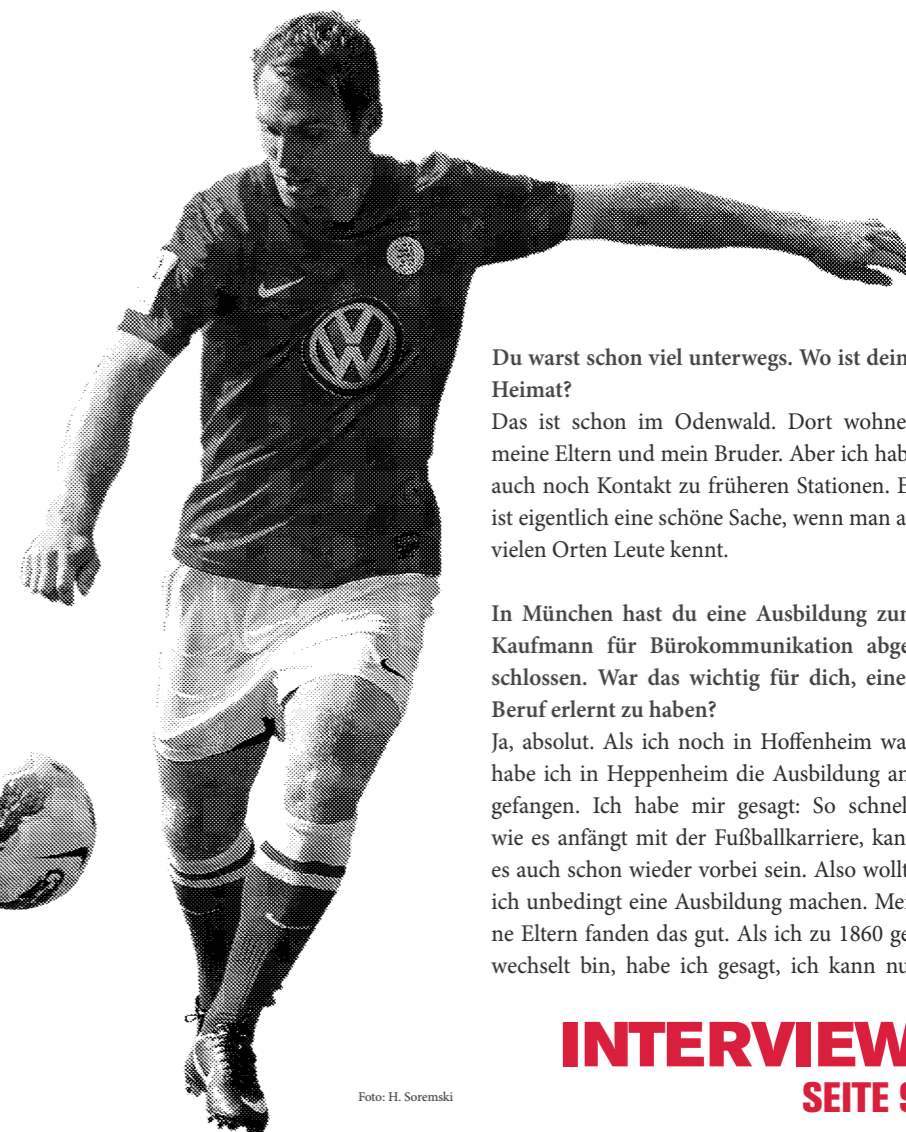 Du warst schon viel unterwegs. Wo ist dein
Heimat?
Das ist schon im Odenwald. Dort wohne
meine Eltern und mein Bruder. Aber ich hab
auch noch Kontakt zu früheren Stationen. E
ist eigentlich eine schöne Sache, wenn man a
vielen Orten Leute kennt.
In München hast du eine Ausbildung zum
Kaufmann für Bürokommunikation abge
schlossen. War das wichtig für dich, eine
Beruf erlernt zu haben?
Ja, absolut. Als ich noch in Hoffenheim wa
habe ich in Heppenheim die Ausbildung an
gefangen. Ich habe mir gesagt: So schnel
wie es anfängt mit der Fußballkarriere, kan
es auch schon wieder vorbei sein. Also wollt
ich unbedingt eine Ausbildung machen. Mei
ne Eltern fanden das gut. Als ich zu 1860 ge
wechselt bin, habe ich gesagt, ich kann nu
VW
Foto: H. Soremski
INTERVIEW
SEITE 9